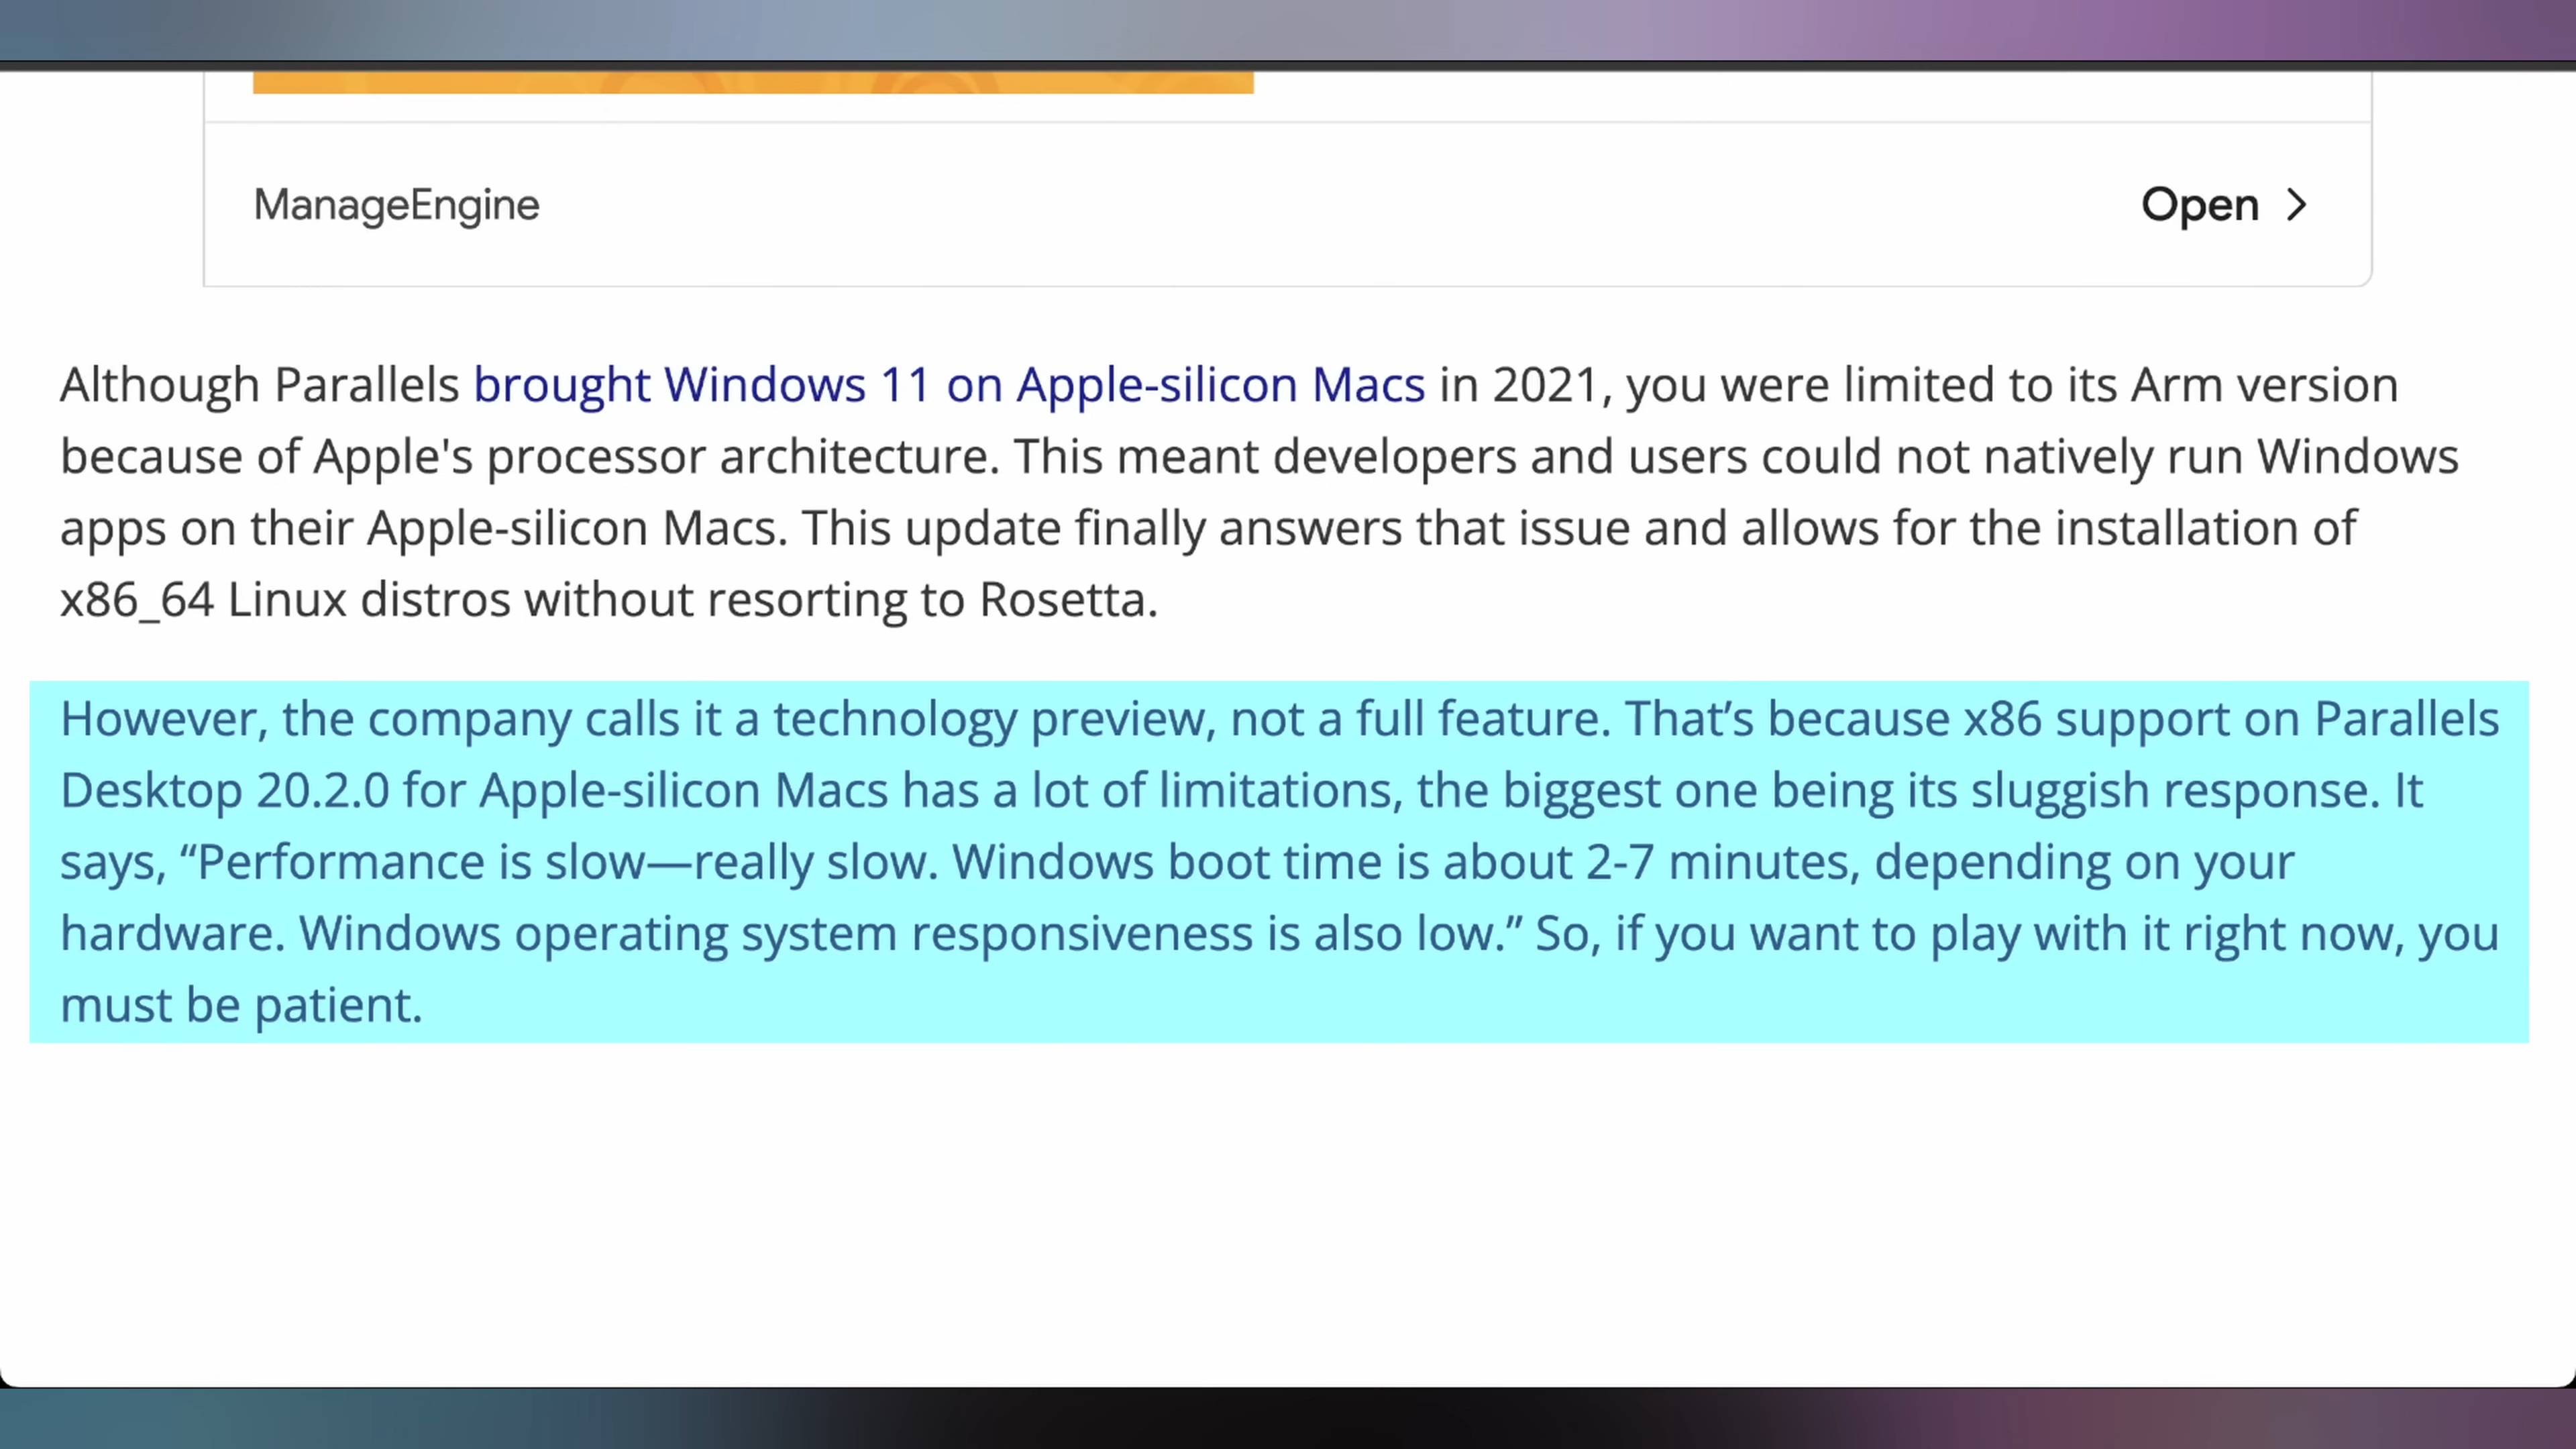 ManageEngine
Open
Although Parallels brought Windows 11 on Apple-silicon Macs in 2021, you were limited to its Arm version
because of Apple's processor architecture. This meant developers and users could not natively run Windows
apps on their Apple-silicon Macs. This update finally answers that issue and allows for the installation of
x86_64 Linux distros without resorting to Rosetta.
However, the company calls it a technology preview, not a full feature. That’s because x86 support on Parallels
Desktop 20.2.0 for Apple-silicon Macs has a lot of limitations, the biggest one being its sluggish response. It
says, “Performance is slow—really slow. Windows boot time is about 2-7 minutes, depending on your
hardware. Windows operating system responsiveness is also low.” So, if you want to play with it right now, you
must be patient.